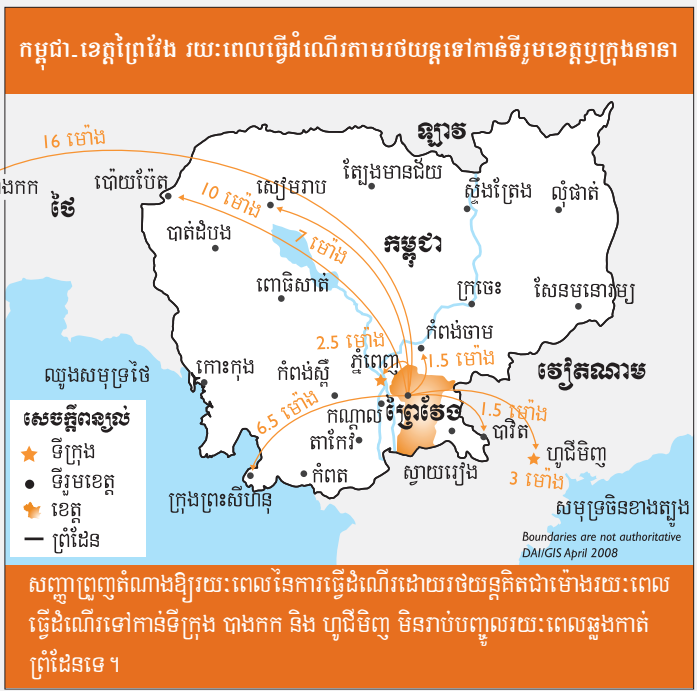 កម្ពុជា-ខេត្តព្រៃវែង រយៈពេលធ្វើដំណើរតាមរថយន្តទៅកាន់ទីរួមខេត្តឬក្រុងនានា
ឡាវ
16 ម៉ោង
ត្បែងមានជ័យ
ងកក
ប៉ោយប៉ែត
សៀមរាប
ស្ទឹងត្រែង
លុំផាត់
ថៃ
10 ម៉ោង
បាត់ដំបង
7 ម៉ោង
កម្ពុជា
ពោធិសាត់
ក្រចេះ
សែនមនោរម្យ
2.5 ម៉ោង
កំពង់ចាម
ភ្នំពេញ
1.5 ម៉ោង
កោះកុង
កំពង់ស្ពឺ
វៀតណាម
ឈូងសមុទ្រថៃ
6.5 ម៉ោង
កណ្តាល
ព្រៃវែង
1.5 ម៉ោង
សេចក្តីពន្យល់
ទីក្រុង
ទីរួមខេត្ត
ខេត្ត
ព្រំដែន
តាកែវ
បាវិត
ហូជីមិញ
កំពត
ស្វាយរៀង
3 ម៉ោង
ក្រុងព្រះសីហនុ
សមុទ្រចិនខាងត្បូង
Boundaries are not authoritative
DAI/GIS April 2008
សញ្ញាព្រួញតំណាងឱ្យរយៈពេលនៃការធ្វើដំណើរដោយរថយន្តគិតជាម៉ោងរយៈពេល
ធ្វើដំណើរទៅកាន់ទីក្រុង បាងកក និង ហូជីមិញ មិនរាប់បញ្ចូលរយៈពេលឆ្លងកាត់
ព្រំដែនទេ។